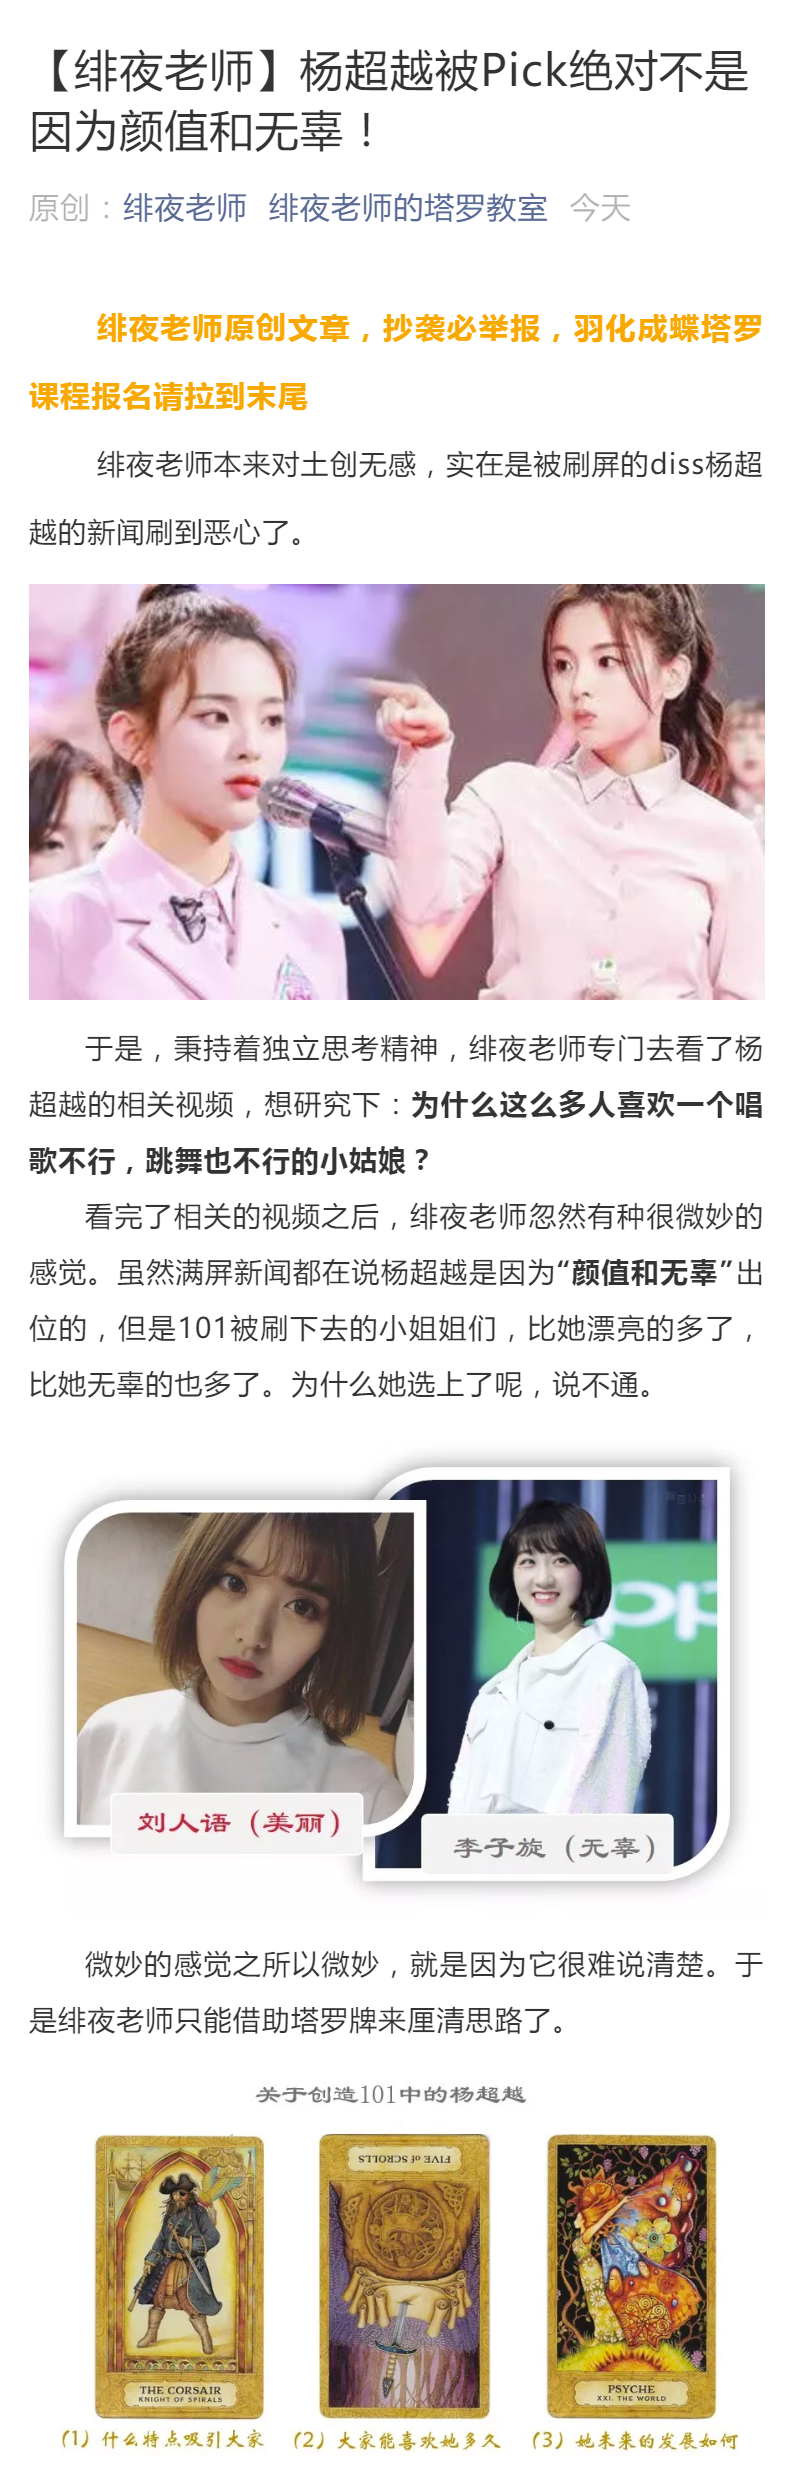 【绯夜老师】杨超越被Pick绝对不是
因为颜值和无辜！
原创：绯夜老师 绯夜老师的塔罗教室 今天
绯夜老师原创文章，抄袭必举报，羽化成蝶塔罗
课程报名请拉到末尾
绯夜老师本来对土创无感，实在是被刷屏的diss杨超
越的新闻刷到恶心了。
于是，秉持着独立思考精神，绯夜老师专门去看了杨
超越的相关视频，想研究下：为什么这么多人喜欢一个唱
歌不行，跳舞也不行的小姑娘？
看完了相关的视频之后，绯夜老师忽然有种很微妙的
感觉。虽然满屏新闻都在说杨超越是因为“颜值和无辜”出
位的，但是101被刷下去的小姐姐们，比她漂亮的多了，
比她无辜的也多了。为什么她选上了呢，说不通。
pp
刘人语（美丽）
李子旋（无辜）
微妙的感觉之所以微妙，就是因为它很难说清楚。于
是绯夜老师只能借助塔罗牌来厘清思路了。
关于创造101中的杨超越
FIVE of SCROLLS
THE CORSAIR
KNIGHT OF SPIRALS
PSYCHE
XXI. THE WORLD
(1) 什么特点吸引大家
(2) 大家能喜欢她多久
(3) 她未来的发展如何